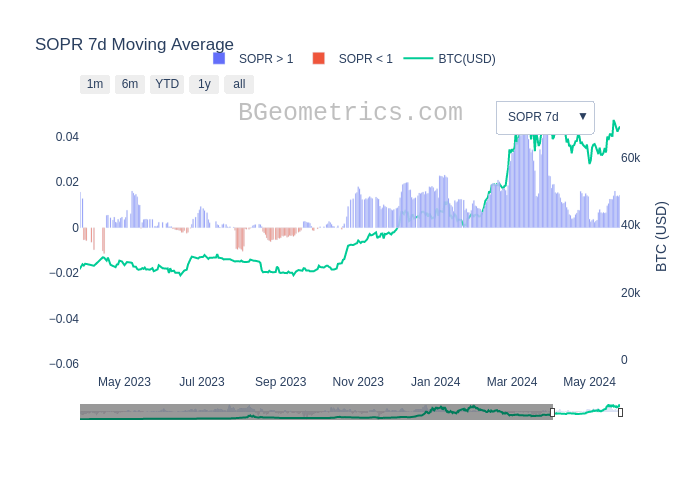 SOPR 7d Moving Average
SOPR > 1
SOPR < 1
BTC(USD)
1m
6m
YTD
1y
all
BGeometrics.com
SOPR 7d ▼
0.04
0.02
0
−0.02
−0.04
−0.06
60k
40k
20k
0
BTC (USD)
May 2023
Jul 2023
Sep 2023
Nov 2023
Jan 2024
Mar 2024
May 2024